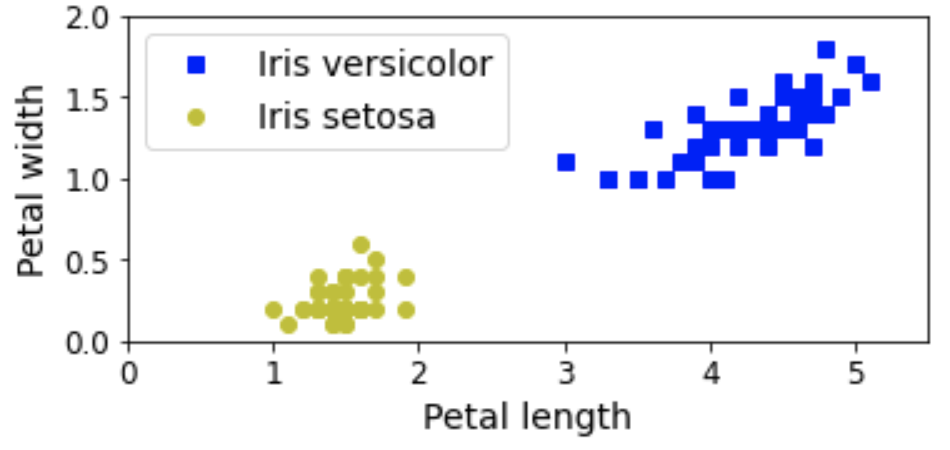 2.0
1.5
1.0
0.5
0.0
Petal width
Iris versicolor
Iris setosa
0 1 2 3 4 5
Petal length